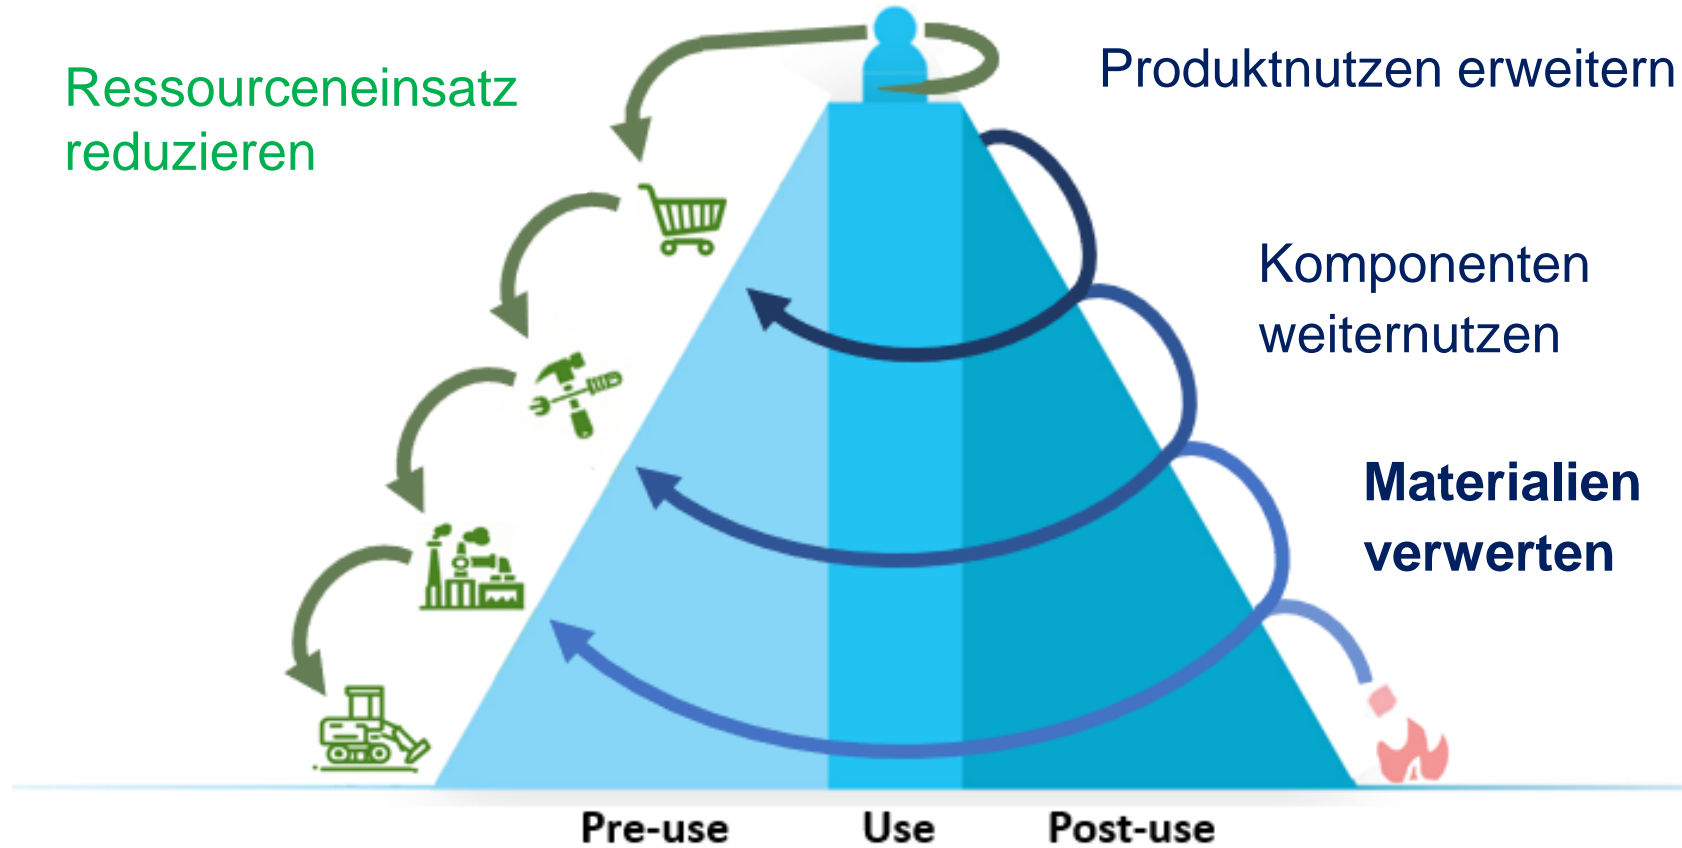 Ressourceneinsatz
reduzieren
Produktnutzen erweitern
Komponenten
weiternutzen
Materialien
verwerten
Pre-use
Use
Post-use